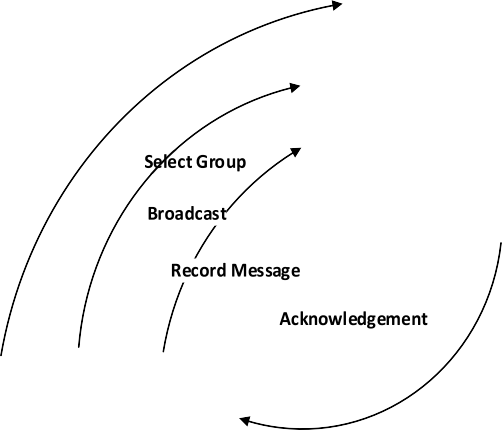 Select Group
Broadcast
Record Message
Acknowledgement